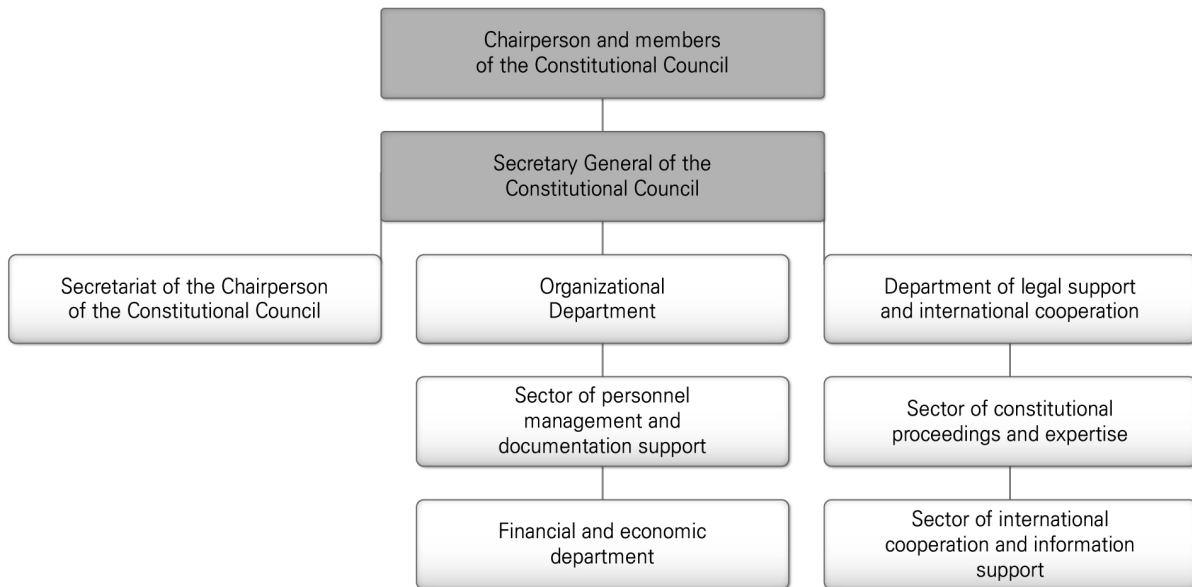 Chairperson and members
of the Constitutional Council
Secretary General of the
Constitutional Council
Secretariat of the Chairperson
of the Constitutional Council
Organizational
Department
Department of legal support
and international cooperation
Sector of personnel
management and
documentation support
Sector of constitutional
proceedings and expertise
Financial and economic
department
Sector of international
cooperation and information
support